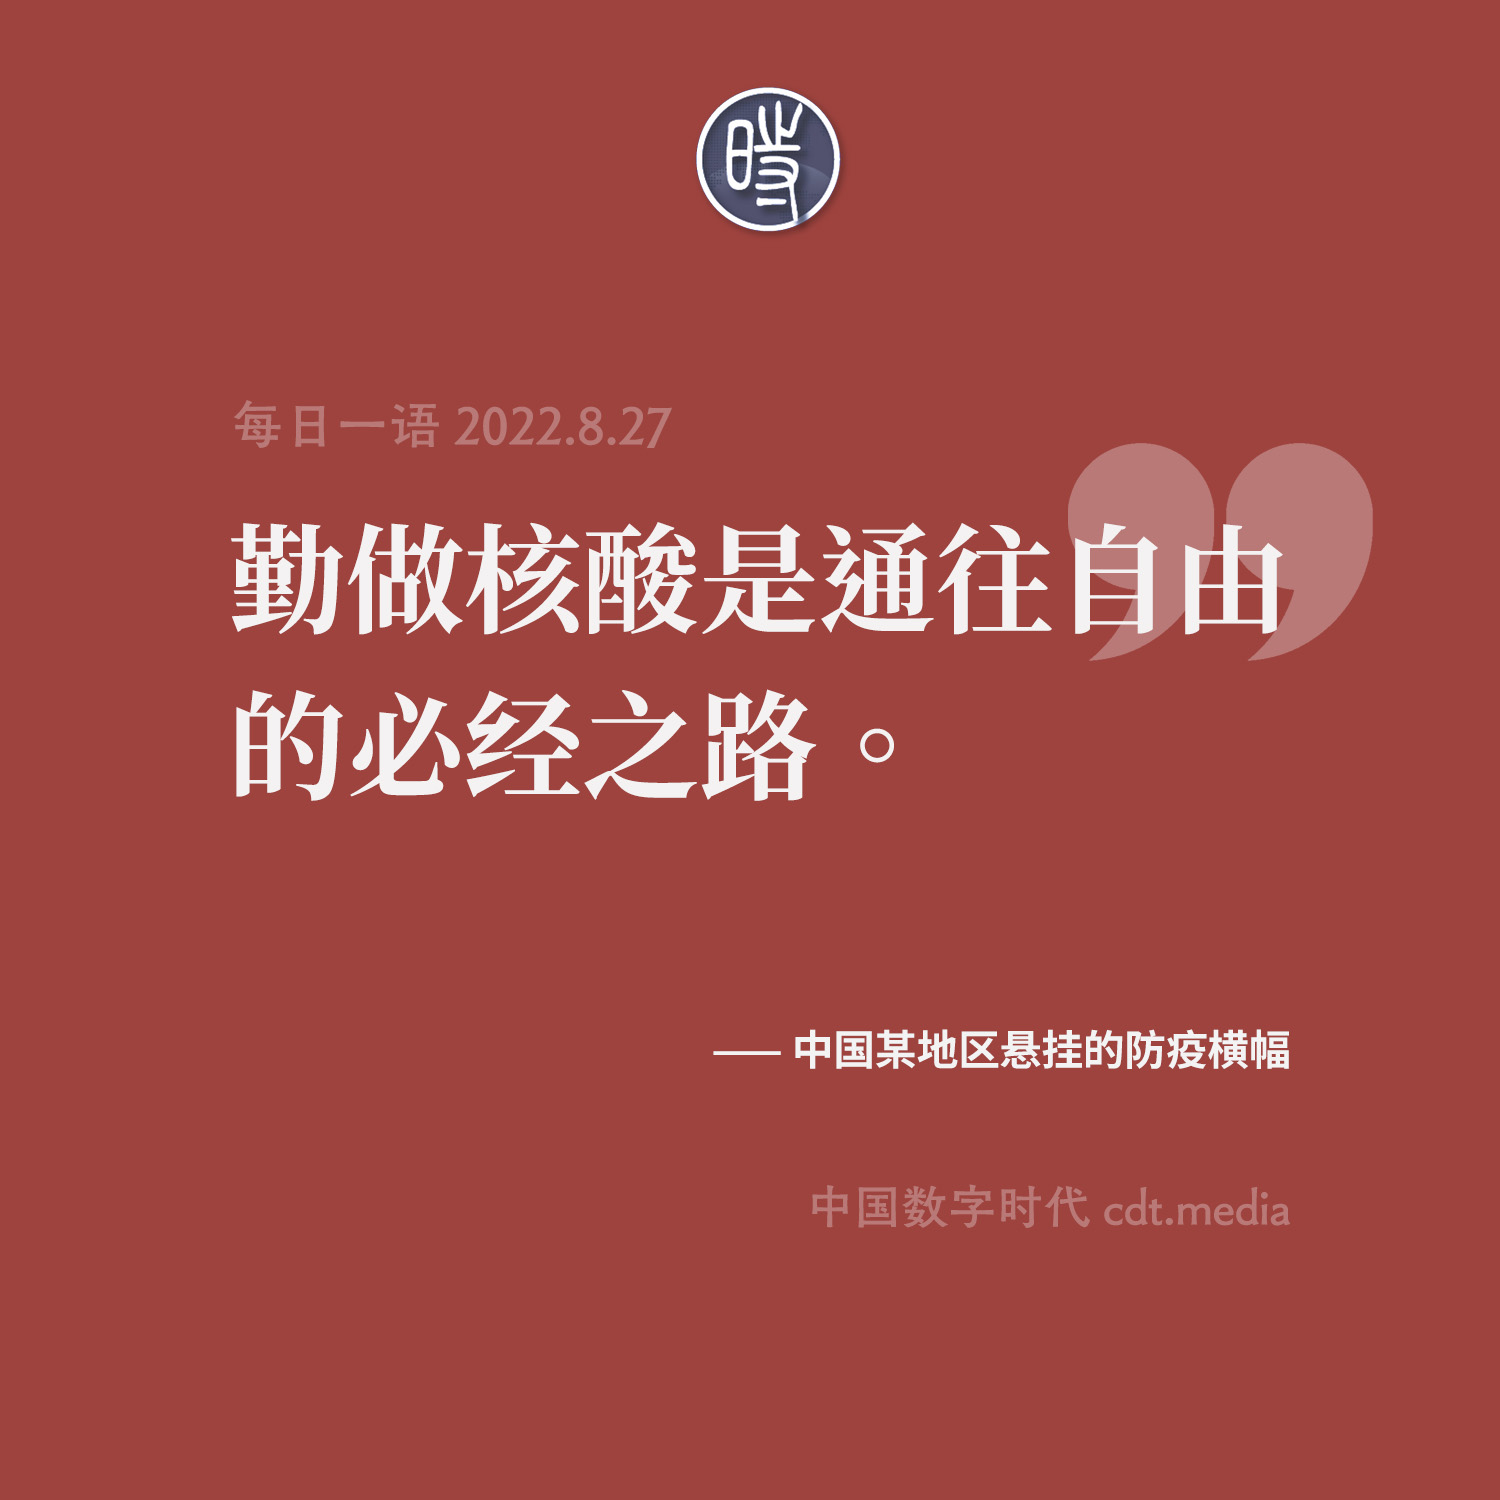 時
每日一语 2022.8.27
勤做核酸是通往自由
的必经之路。
—— 中国某地区悬挂的防疫横幅
中国数字时代 cdt.media